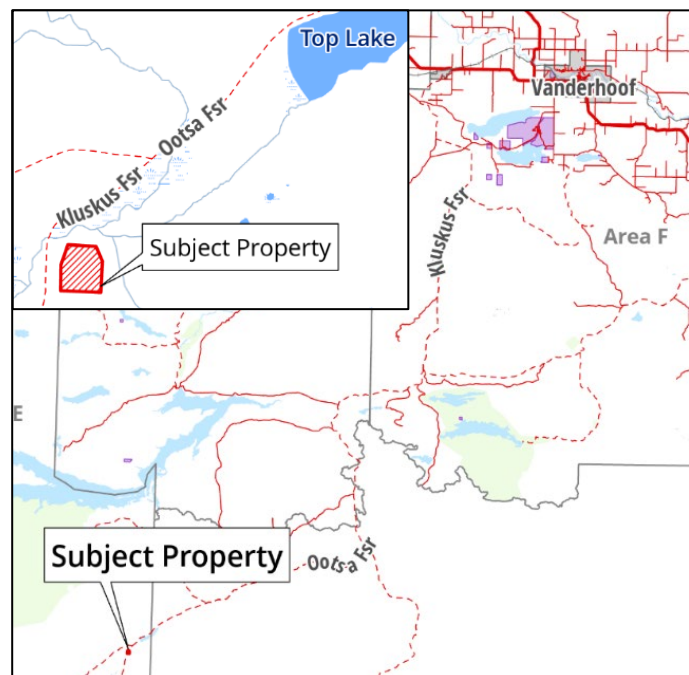 Top Lake
Ootsa Fsr
Kluskus Fsr
Subject Property
Vanderhoof
Kluskus Fsr
Area F
E
Subject Property
Ootsa Fsr